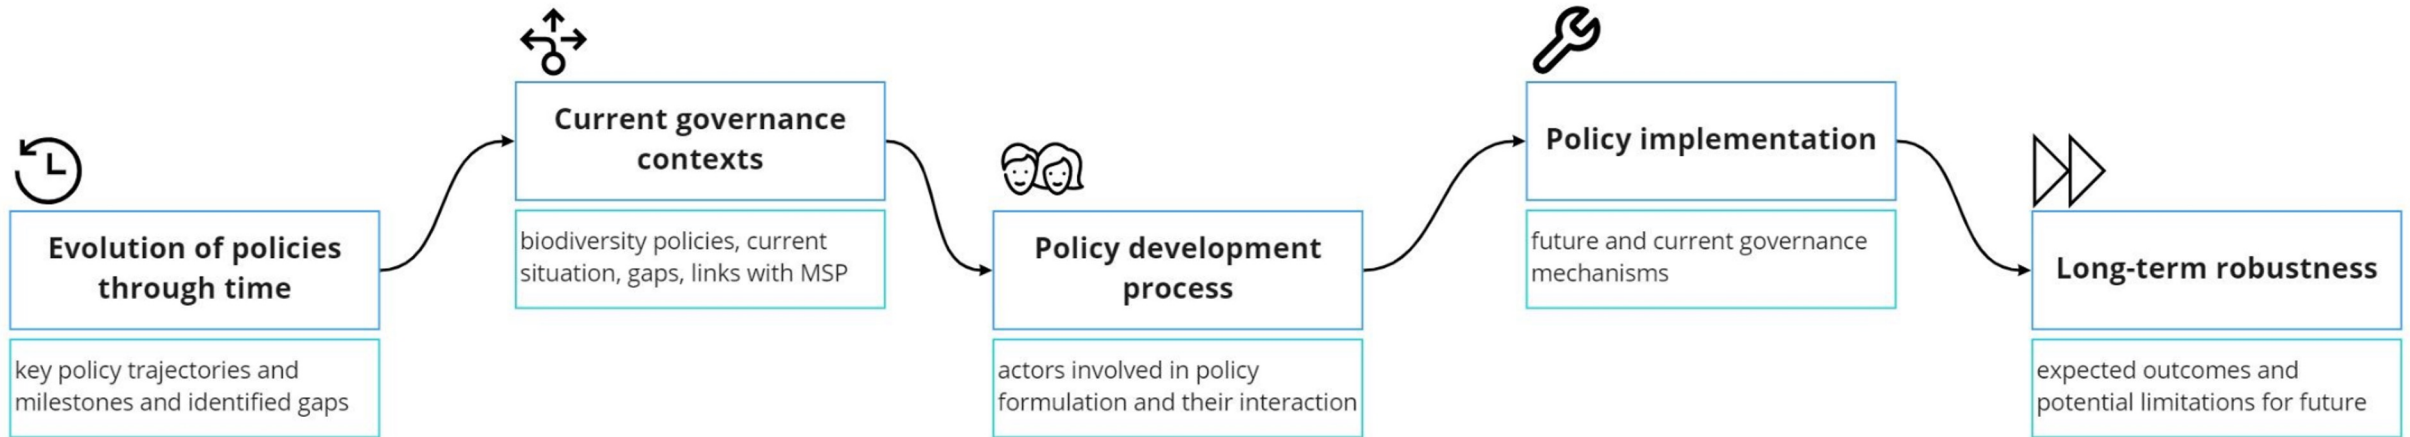 Evolution of policies
through time
key policy trajectories and
milestones and identified gaps
Current governance
contexts
biodiversity policies, current
situation, gaps, links with MSP
Policy development
process
actors involved in policy
formulation and their interaction
Policy implementation
future and current governance
mechanisms
Long-term robustness
expected outcomes and
potential limitations for future